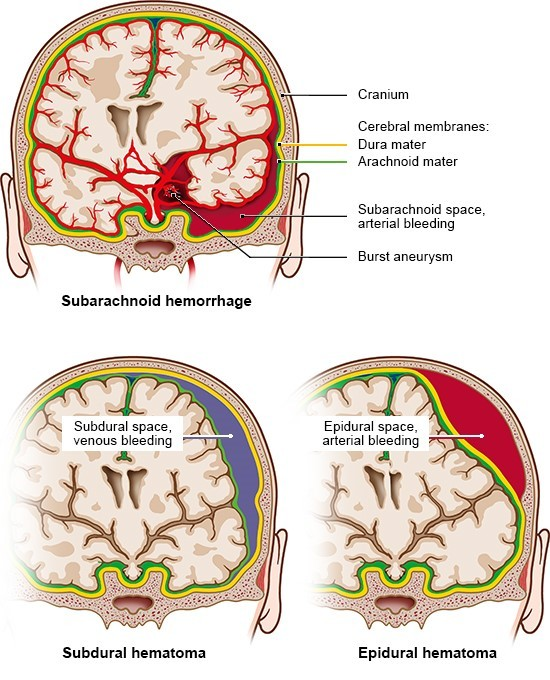 Cranium
Cerebral membranes:
Dura mater
Arachnoid mater
Subarachnoid space,
arterial bleeding
Burst aneurysm
Subarachnoid hemorrhage
Subdural space,
venous bleeding
Epidural space,
arterial bleeding
Subdural hematoma
Epidural hematoma